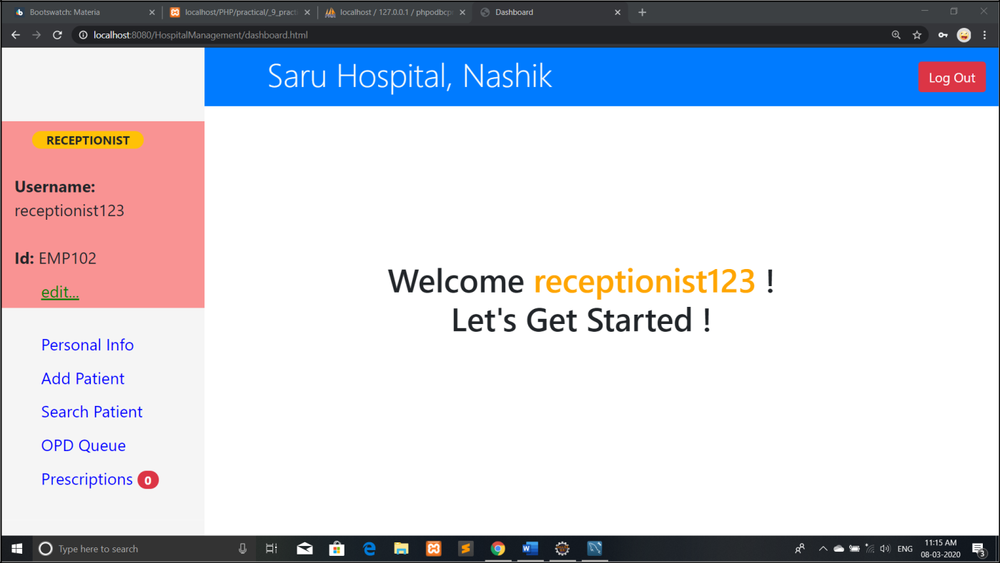 Bootswatch: Materia
localhost/PHP/practical/_9_practi
localhost / 127.0.0.1 / phpodbcpr
Dashboard
localhost:8080/HospitalManagement/dashboard.html
Saru Hospital, Nashik
Log Out
RECEPTIONIST
Username:
receptionist123
Id: EMP102
edit...
Welcome receptionist123 !
Let's Get Started !
Personal Info
Add Patient
Search Patient
OPD Queue
Prescriptions 0
Type here to search
ENG
11:15 AM
08-03-2020
3